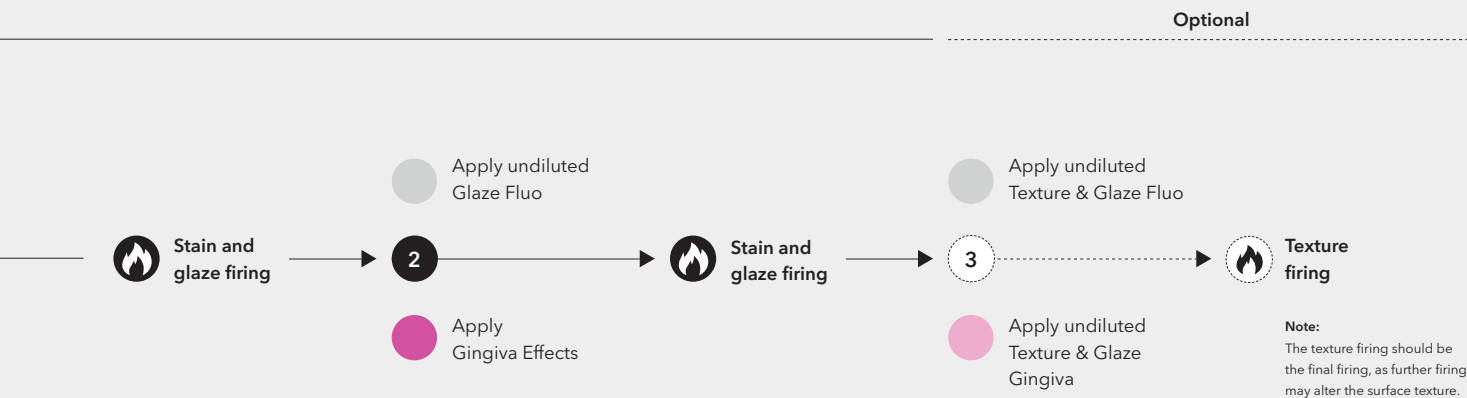 Optional
Apply undiluted
Glaze Fluo
Apply undiluted
Texture & Glaze Fluo
Stain and
glaze firing
2
Stain and
glaze firing
3
Texture
firing
Apply
Gingiva Effects
Apply undiluted
Texture & Glaze
Gingiva
Note:
The texture firing should be
the final firing, as further firing
may alter the surface texture.